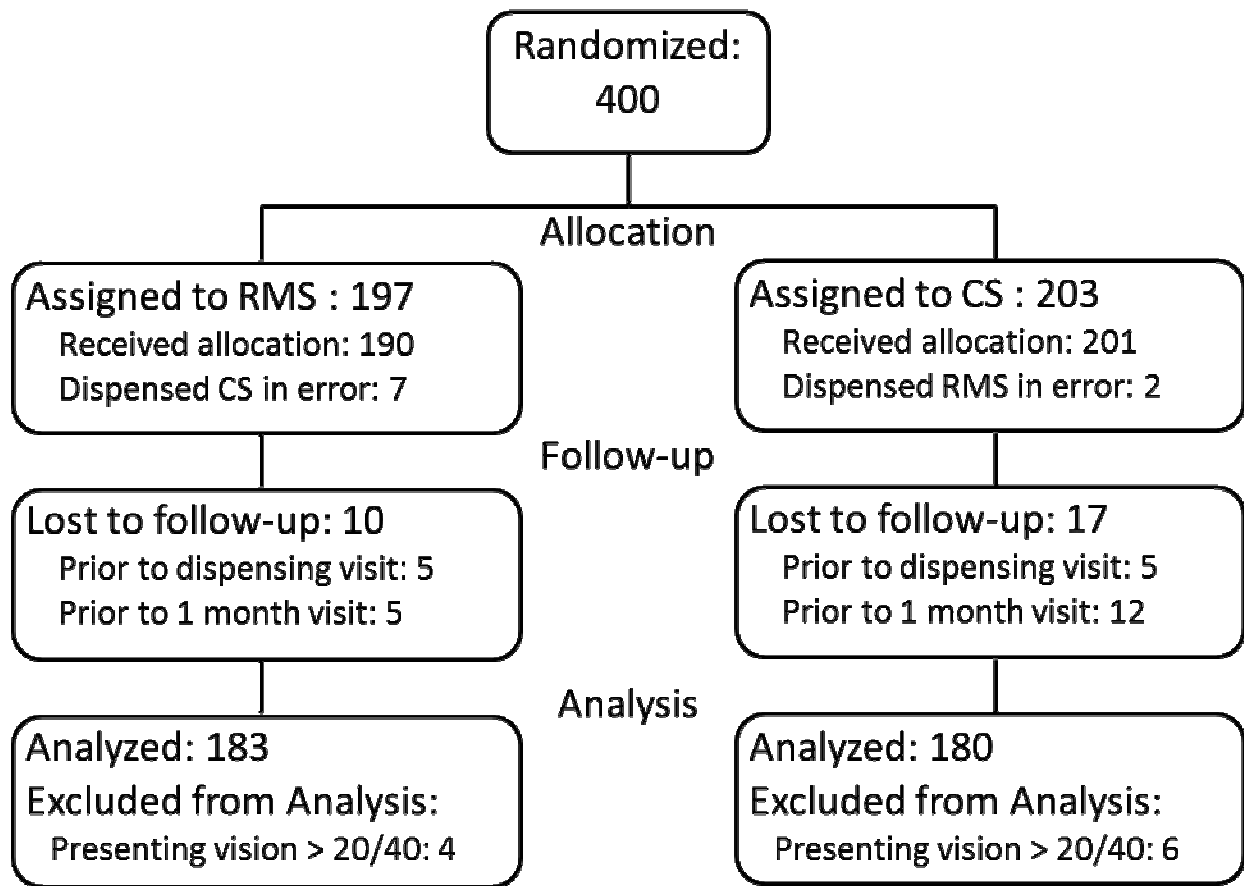 Randomized:
400
Allocation
Assigned to RMS : 197
Received allocation: 190
Dispensed CS in error: 7
Assigned to CS : 203
Received allocation: 201
Dispensed RMS in error: 2
Follow-up
Lost to follow-up: 10
Prior to dispensing visit: 5
Prior to 1 month visit: 5
Lost to follow-up: 17
Prior to dispensing visit: 5
Prior to 1 month visit: 12
Analysis
Analyzed: 183
Excluded from Analysis:
Presenting vision > 20/40: 4
Analyzed: 180
Excluded from Analysis:
Presenting vision > 20/40: 6